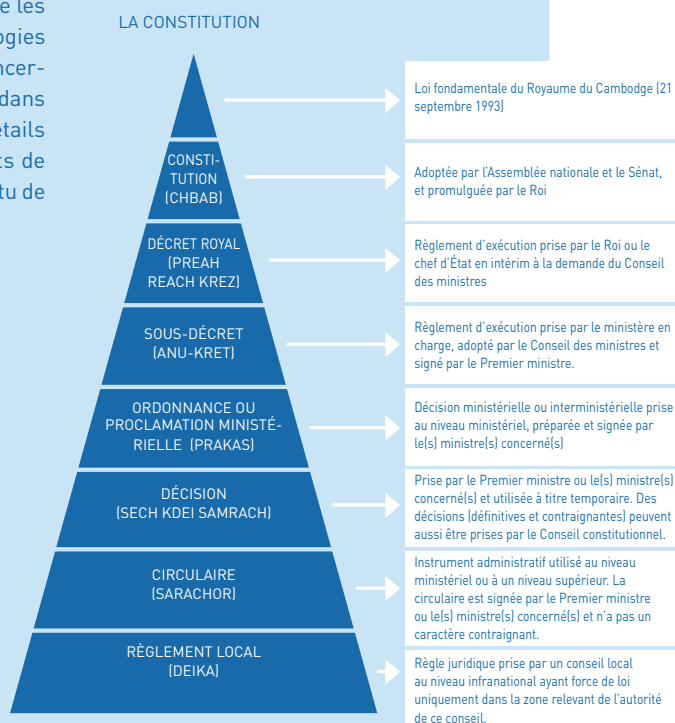 e les
ogies
ncer-
dans
étails
ts de
tu de
LA CONSTITUTION
Loi fondamentale du Royaume du Cambodge (21
septembre 1993)
CONSTI-
TUTION
(CHBAB)
Adoptée par l’Assemblée nationale et le Sénat,
et promulguée par le Roi
DÉCRET ROYAL
(PREAH
REACH KREZ)
Règlement d’exécution prise par le Roi ou le
chef d’État en intérim à la demande du Conseil
des ministres
SOUS-DÉCRET
(ANU-KRET)
Règlement d’exécution prise par le ministère en
charge, adopté par le Conseil des ministres et
signé par le Premier ministre.
ORDONNANCE OU
PROCLAMATION MINISTÉ-
RIELLE (PRAKAS)
Décision ministérielle ou interministérielle prise
au niveau ministériel, préparée et signée par
le(s) ministre(s) concerné(s)
DÉCISION
(SECH KDEI SAMRACH)
Prise par le Premier ministre ou le(s) ministre(s)
concerné(s) et utilisée à titre temporaire. Des
décisions (définitives et contraignantes) peuvent
aussi être prises par le Conseil constitutionnel.
CIRCULAIRE
(SARACHOR)
Instrument administratif utilisé au niveau
ministériel ou à un niveau supérieur. La
circulaire est signée par le Premier ministre
ou le(s) ministre(s) concerné(s) et n’a pas un
caractère contraignant.
RÈGLEMENT LOCAL
(DEIKA)
Règle juridique prise par un conseil local
au niveau infranational ayant force de loi
uniquement dans la zone relevant de l’autorité
de ce conseil.